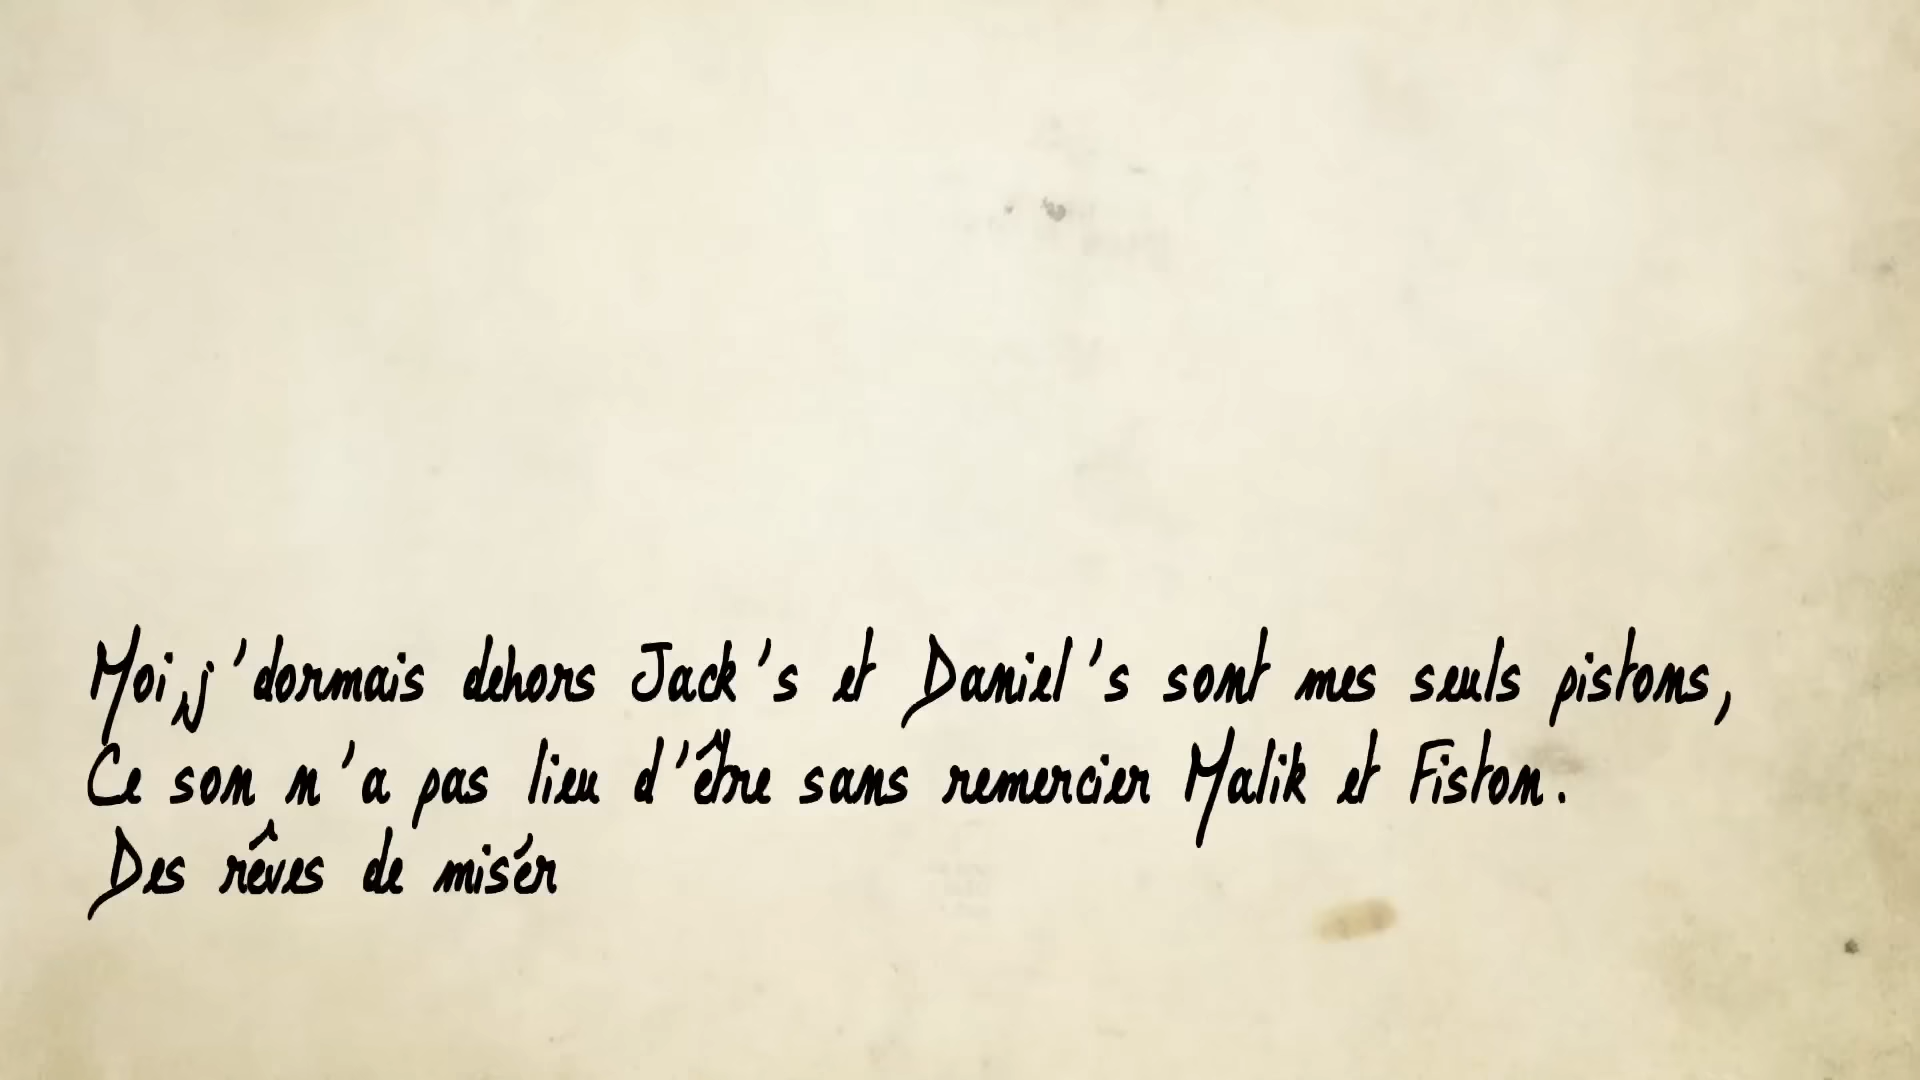 Moi, j'dormais dehors Jack's et Daniel's sont mes seuls pistons,
Ce son n'a pas lieu d'être sans remercier Malik et Fiston.
Des rêves de misér